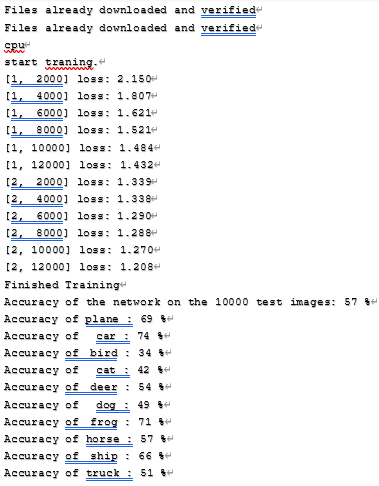 Files already downloaded and verified
Files already downloaded and verified
cpu
start traning.
[1,  2000] loss: 2.150
[1,  4000] loss: 1.807
[1,  6000] loss: 1.621
[1,  8000] loss: 1.521
[1, 10000] loss: 1.484
[1, 12000] loss: 1.432
[2,  2000] loss: 1.339
[2,  4000] loss: 1.338
[2,  6000] loss: 1.290
[2,  8000] loss: 1.288
[2, 10000] loss: 1.270
[2, 12000] loss: 1.208
Finished Training
Accuracy of the network on the 10000 test images: 57 %
Accuracy of plane : 69 %
Accuracy of   car : 74 %
Accuracy of  bird : 34 %
Accuracy of   cat : 42 %
Accuracy of  deer : 54 %
Accuracy of   dog : 49 %
Accuracy of  frog : 71 %
Accuracy of horse : 57 %
Accuracy of  ship : 66 %
Accuracy of truck : 51 %